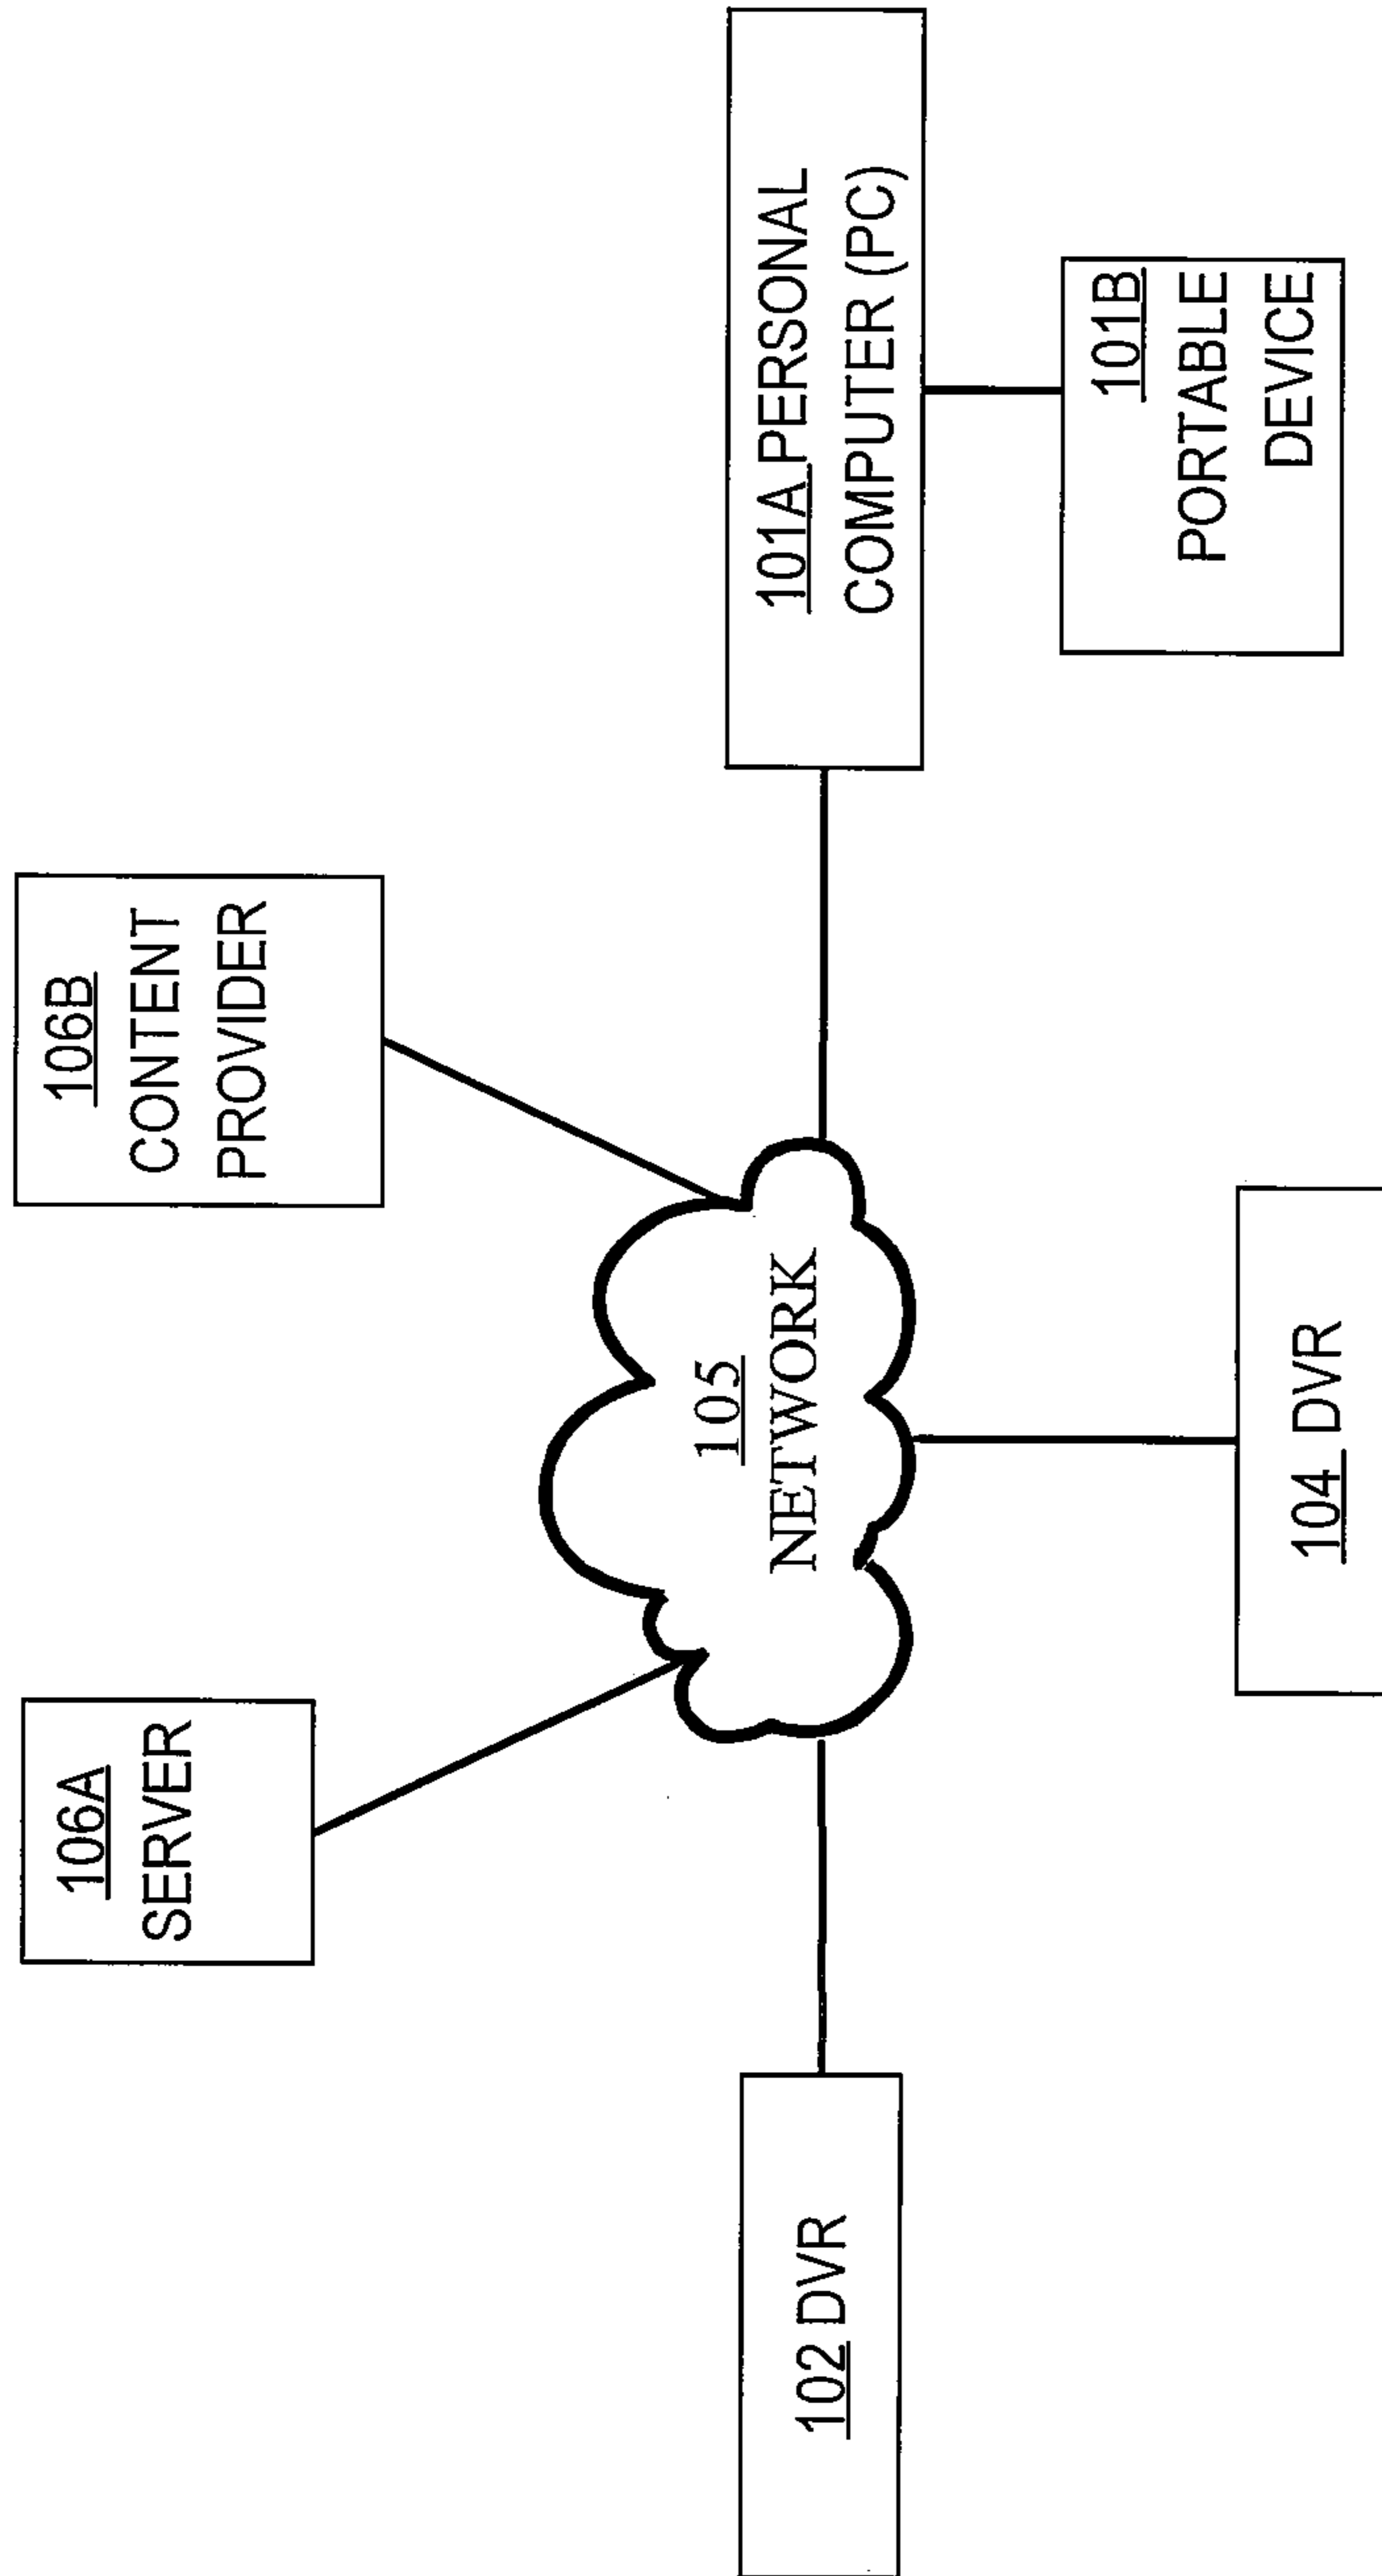 106A
SERVER
106B
CONTENT
PROVIDER
105
NETWORK
102 DVR
104 DVR
101A PERSONAL
COMPUTER (PC)
101B
PORTABLE
DEVICE